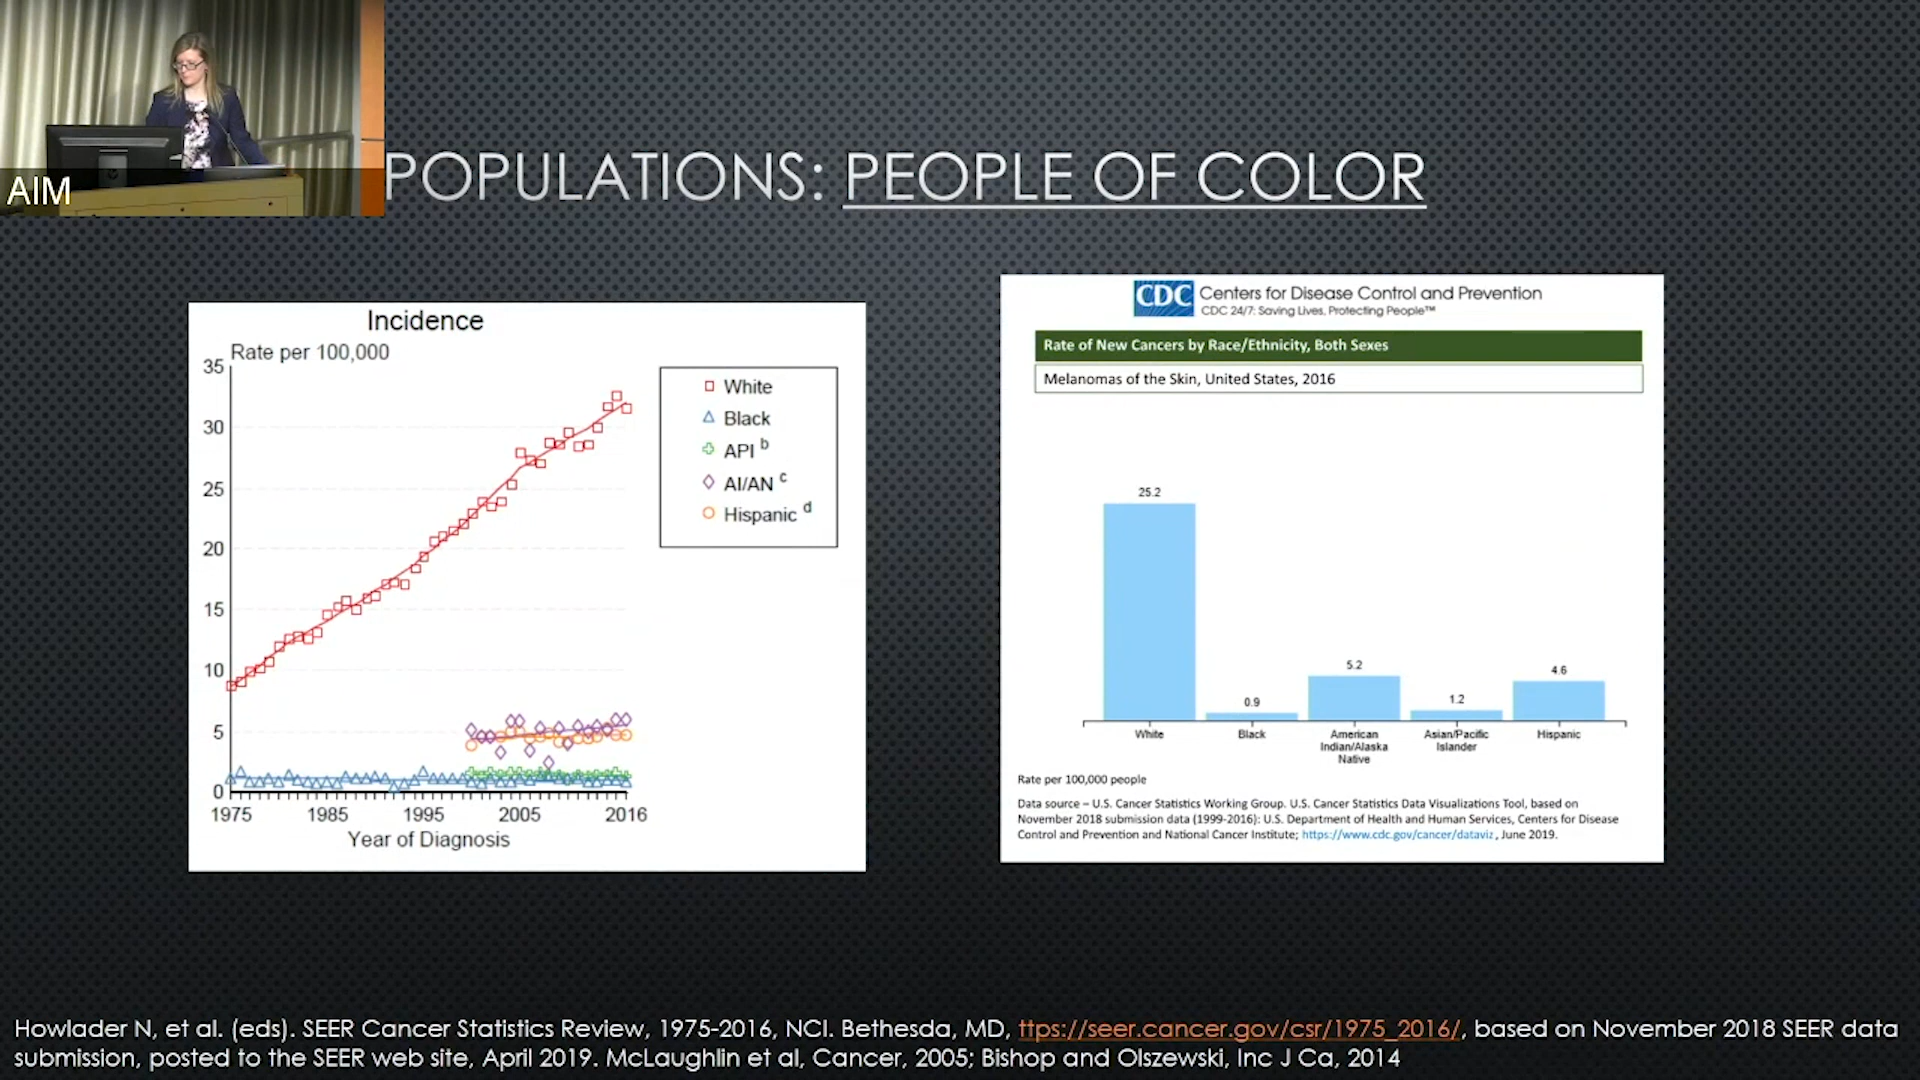 AIM
POPULATIONS: PEOPLE OF COLOR
Incidence
Rate per 100,000
35
30
25
20
15
10
5
0
1975
1985
1995
2005
2016
Year of Diagnosis
White
Black
API b
AI/AN c
Hispanic d
CDC Centers for Disease Control and Prevention
CDC 24/7: Saving Lives, Protecting People™
Rate of New Cancers by Race/Ethnicity, Both Sexes
Melanomas of the Skin, United States, 2016
25.2
0.9
5.2
1.2
4.6
White
Black
American
Indian/Alaska
Native
Asian/Pacific
Islander
Hispanic
Rate per 100,000 people
Data source – U.S. Cancer Statistics Working Group. U.S. Cancer Statistics Data Visualizations Tool, based on
November 2018 submission data (1999-2016): U.S. Department of Health and Human Services, Centers for Disease
Control and Prevention and National Cancer Institute; https://www.cdc.gov/cancer/dataviz, June 2019.
Howlader N, et al. (eds). SEER Cancer Statistics Review, 1975-2016, NCI. Bethesda, MD, ttps://seer.cancer.gov/csr/1975_2016/, based on November 2018 SEER data
submission, posted to the SEER web site, April 2019. McLaughlin et al, Cancer, 2005; Bishop and Olszewski, Inc J Ca, 2014